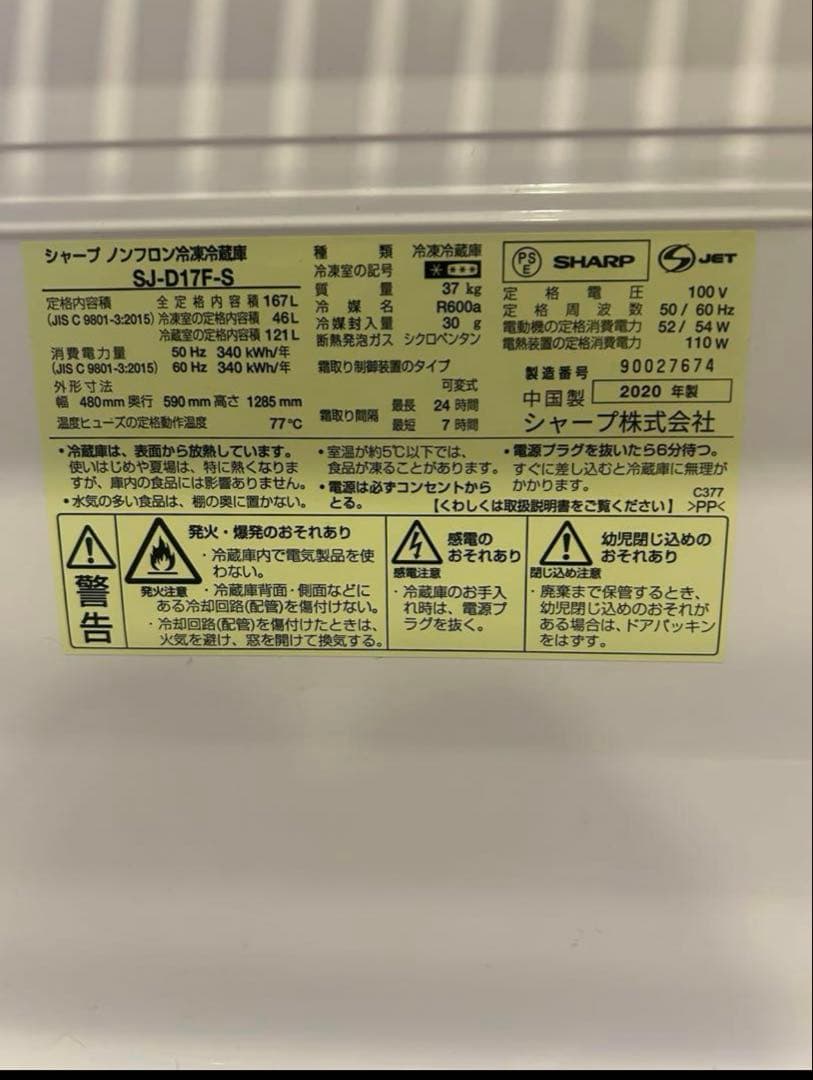 シャープ ノンフロン冷凍冷蔵庫
SJ-D17F-S
定格内容積 全定格内容積 167L
(JIS C 9801-3:2015) 冷凍室の定格内容積 46L
冷蔵室の定格内容積 121L
消費電力量 50 Hz 340 kWh/年
(JIS C 9801-3:2015) 60 Hz 340 kWh/年
外形寸法
幅 480mm 奥行 590mm 高さ 1285mm
温度ヒューズの定格動作温度 77℃
種類 冷凍冷蔵庫
冷凍室の記号
質量 37 kg
冷媒名 R600a
冷媒封入量 30 g
断熱発泡ガス シクロペンタン
霜取り制御装置のタイプ
可変式
霜取り間隔 最長 24 時間
最短 7 時間
PSE SHARP S JET
定格電圧 100V
定格周波数 50 / 60 Hz
電動機の定格消費電力 52 / 54 W
電熱装置の定格消費電力 110 W
製造番号 90027674
中国製 2020 年製
シャープ株式会社
・冷蔵庫は、表面から放熱しています。
使いはじめや夏場は、特に熱くなりま
すが、庫内の食品には影響ありません。
・水気の多い食品は、棚の奥に置かない。
・室温が約5℃以下では、
食品が凍ることがあります。
・電源は必ずコンセントから
とる。
・電源プラグを抜いたら6分待つ。
すぐに差し込むと冷蔵庫に無理が
かかります。
C377
【くわしくは取扱説明書をご覧ください】 >PP<
警告
発火・爆発のおそれあり
発火注意
・冷蔵庫内で電気製品を使
わない。
・冷蔵庫背面・側面などに
ある冷却回路(配管)を傷付けない。
・冷却回路(配管)を傷付けたときは、
火気を避け、窓を開けて換気する。
感電の
おそれあり
感電注意
・冷蔵庫のお手入
れ時は、電源プ
ラグを抜く。
幼児閉じ込めの
おそれあり
閉じ込め注意
・廃棄まで保管するとき、
幼児閉じ込めのおそれが
ある場合は、ドアパッキン
をはずす。